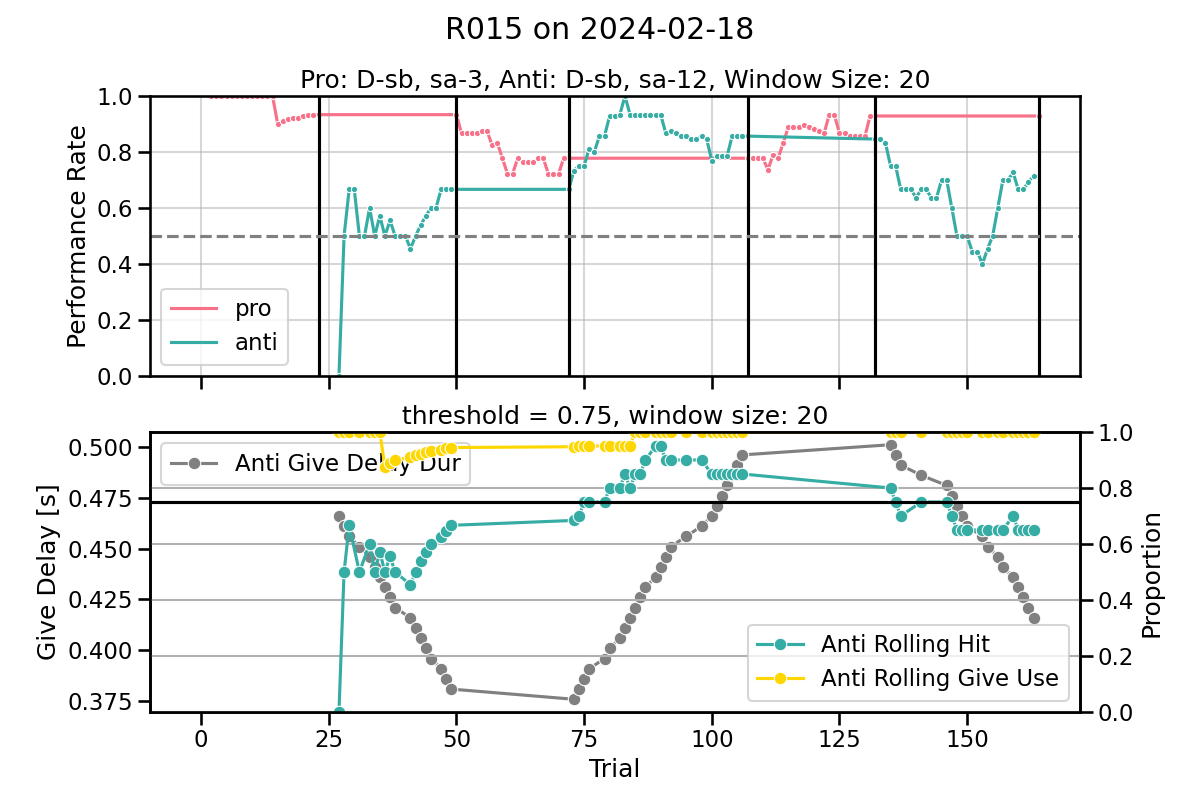 R015 on 2024-02-18
Pro: D-sb, sa-3, Anti: D-sb, sa-12, Window Size: 20
Performance Rate
1.0
0.8
0.6
0.4
0.2
0.0
pro
anti
threshold = 0.75, window size: 20
Give Delay [s]
0.500
0.475
0.450
0.425
0.400
0.375
Anti Give Delay Dur
Anti Rolling Hit
Anti Rolling Give Use
1.0
0.8
0.6
0.4
0.2
0.0
Proportion
0 25 50 75 100 125 150
Trial